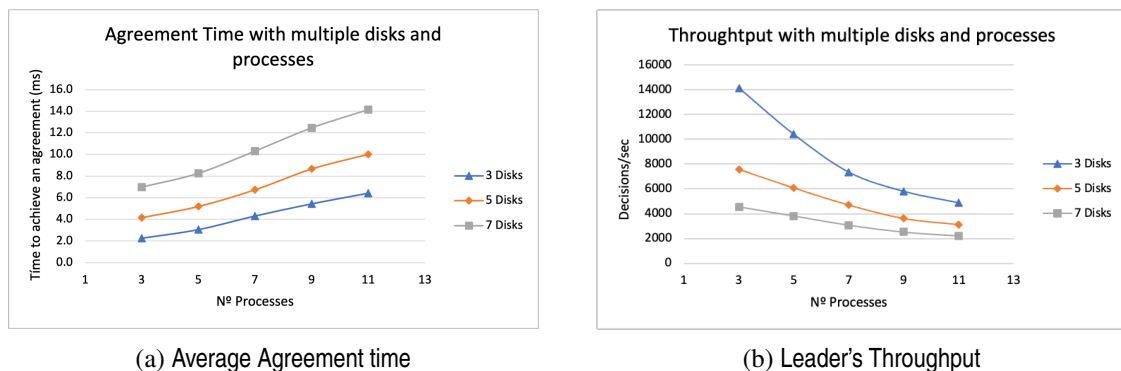 Agreement Time with multiple disks and
processes
Time to achieve an agreement (ms)
16.0
14.0
12.0
10.0
8.0
6.0
4.0
2.0
0.0
1 3 5 7 9 11 13
Nº Processes
3 Disks
5 Disks
7 Disks
(a) Average Agreement time
Throughtput with multiple disks and processes
Decisions/sec
16000
14000
12000
10000
8000
6000
4000
2000
0
1 3 5 7 9 11 13
Nº Processes
3 Disks
5 Disks
7 Disks
(b) Leader's Throughput